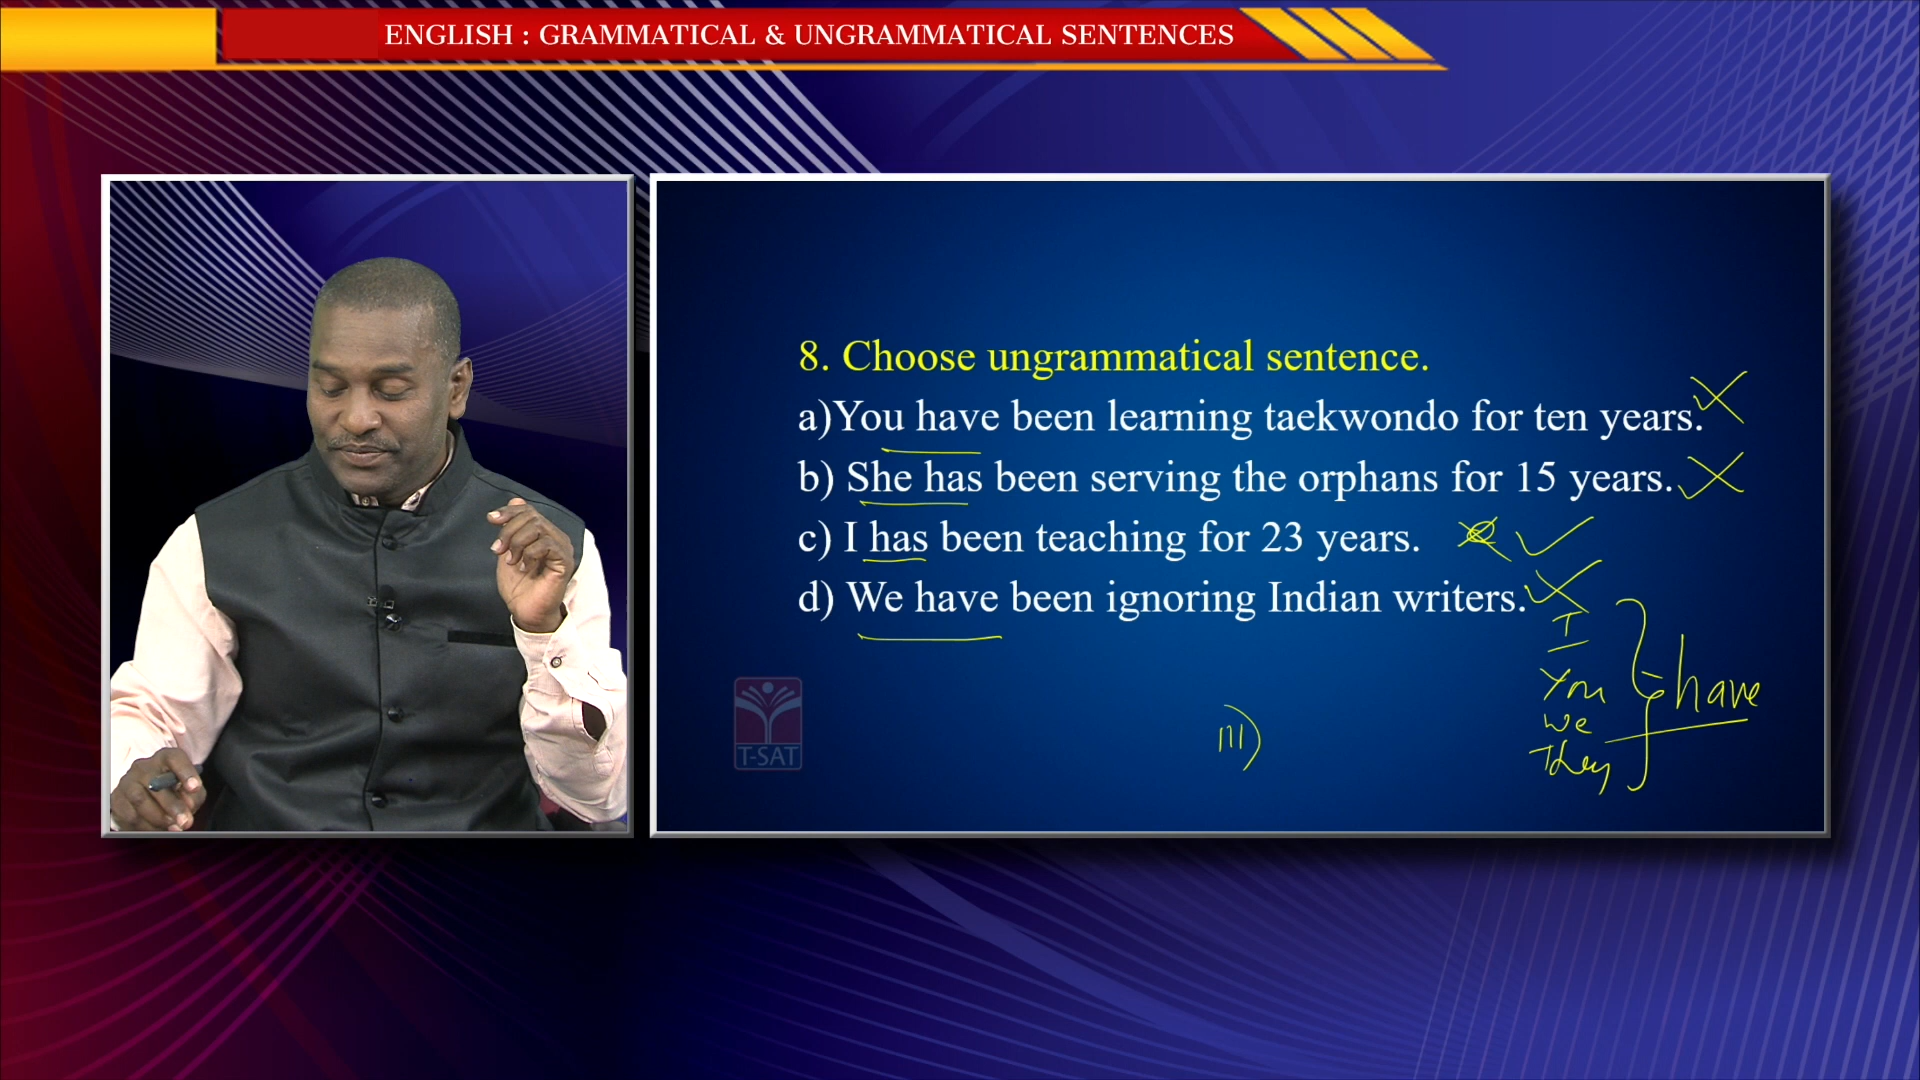 ENGLISH : GRAMMATICAL & UNGRAMMATICAL SENTENCES
8. Choose ungrammatical sentence.
a)You have been learning taekwondo for ten years.
b) She has been serving the orphans for 15 years.
c) I has been teaching for 23 years.
d) We have been ignoring Indian writers.
I
You
have
We
They
III)
T-SAT